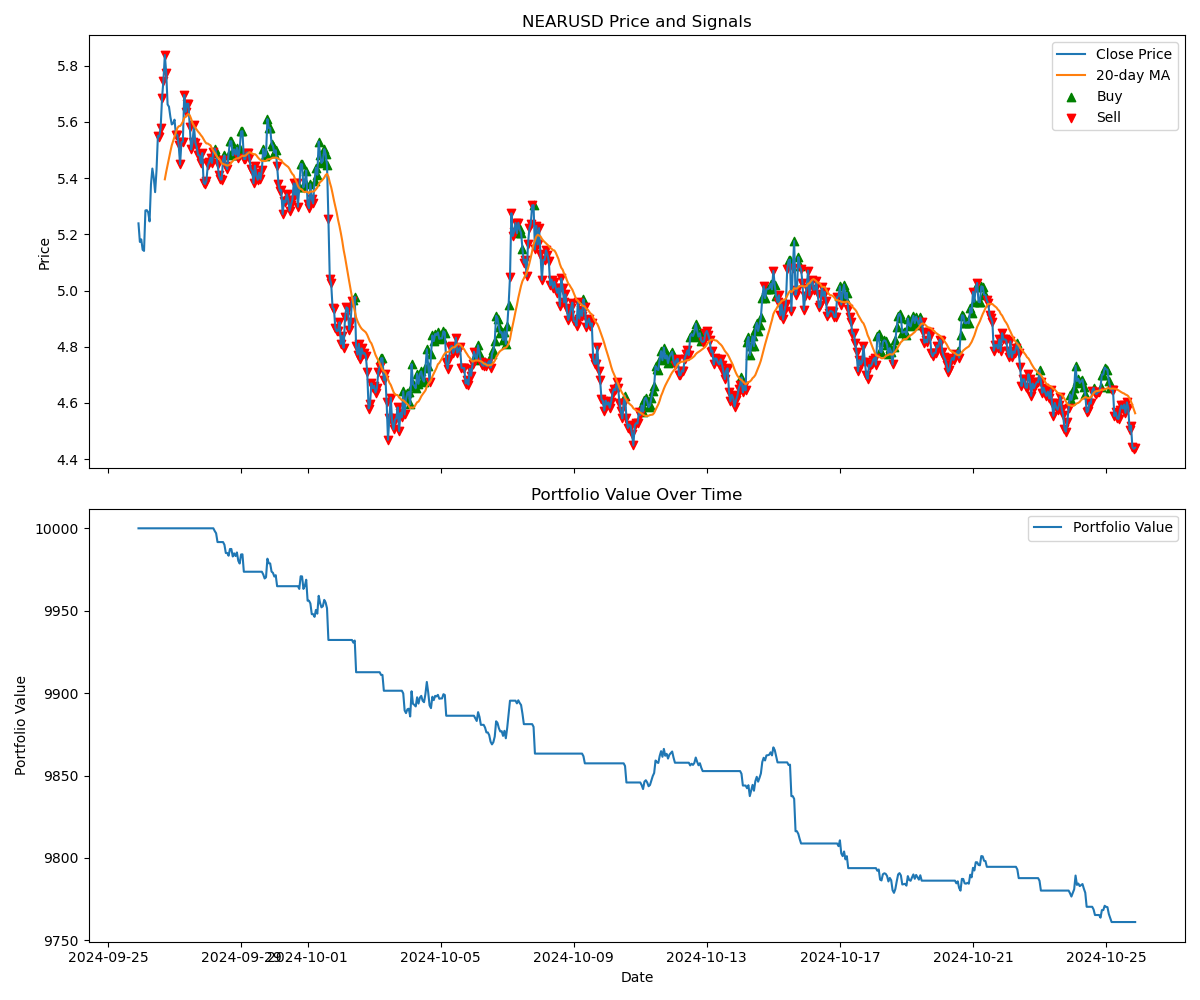 NEARUSD Price and Signals
Price
5.8
5.6
5.4
5.2
5.0
4.8
4.6
4.4
Close Price
20-day MA
Buy
Sell
Portfolio Value Over Time
Portfolio Value
10000
9950
9900
9850
9800
9750
Portfolio Value
2024-09-25
2024-09-29
2024-10-01
2024-10-05
2024-10-09
2024-10-13
2024-10-17
2024-10-21
2024-10-25
Date